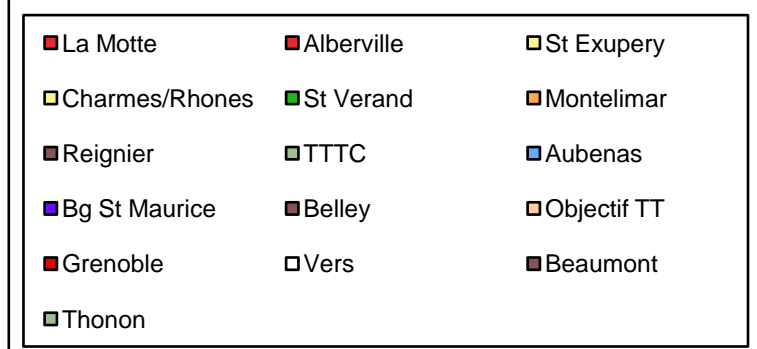 La Motte Alberville St Exupery
Charmes/Rhones St Verand Montelimar
Reignier TTTC Aubenas
Bg St Maurice Belley Objectif TT
Grenoble Vers Beaumont
Thonon